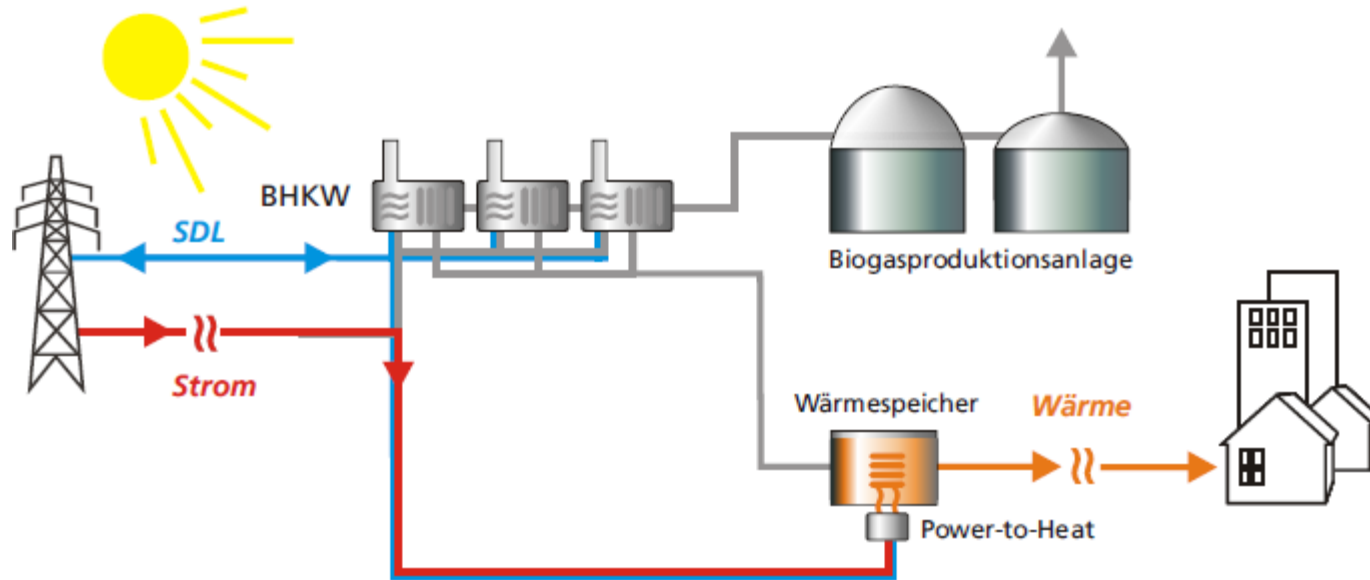 BHKW
SDL
Biogasproduktionsanlage
Strom
Wärmespeicher
Wärme
Power-to-Heat